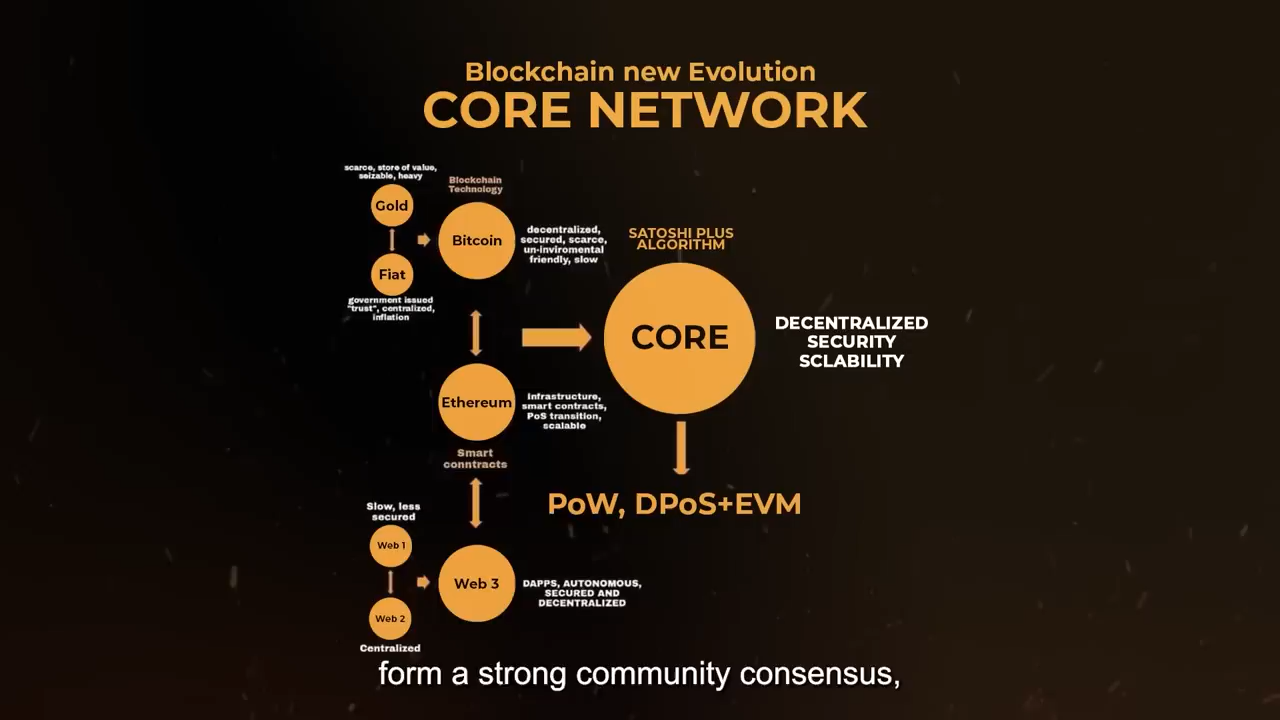 Blockchain new Evolution
CORE NETWORK
scarce, store of value,
seizable, heavy
Gold
Fiat
government issued
"trust", centralized,
inflation
Blockchain
Technology
Bitcoin
decentralized,
secured, scarce,
un-inviromental
friendly, slow
Ethereum
infrastructure,
smart contracts,
PoS transition,
scalable
Smart
conntracts
Slow, less
secured
Web 1
Web 2
Centralized
Web 3
DAPPS, AUTONOMOUS,
SECURED AND
DECENTRALIZED
SATOSHI PLUS
ALGORITHM
CORE
DECENTRALIZED
SECURITY
SCLABILITY
PoW, DPoS+EVM
form a strong community consensus,